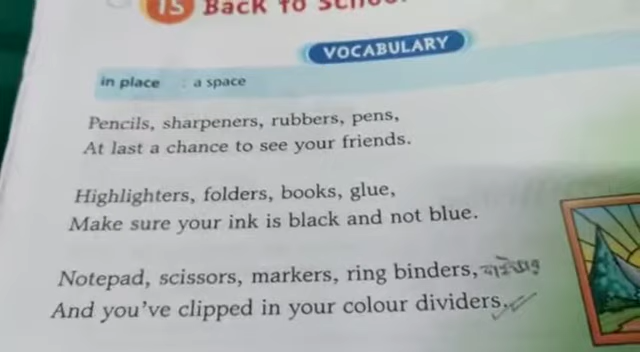 15 Back to School
VOCABULARY
in place : a space
Pencils, sharpeners, rubbers, pens,
At last a chance to see your friends.
Highlighters, folders, books, glue,
Make sure your ink is black and not blue.
Notepad, scissors, markers, ring binders,
And you've clipped in your colour dividers.